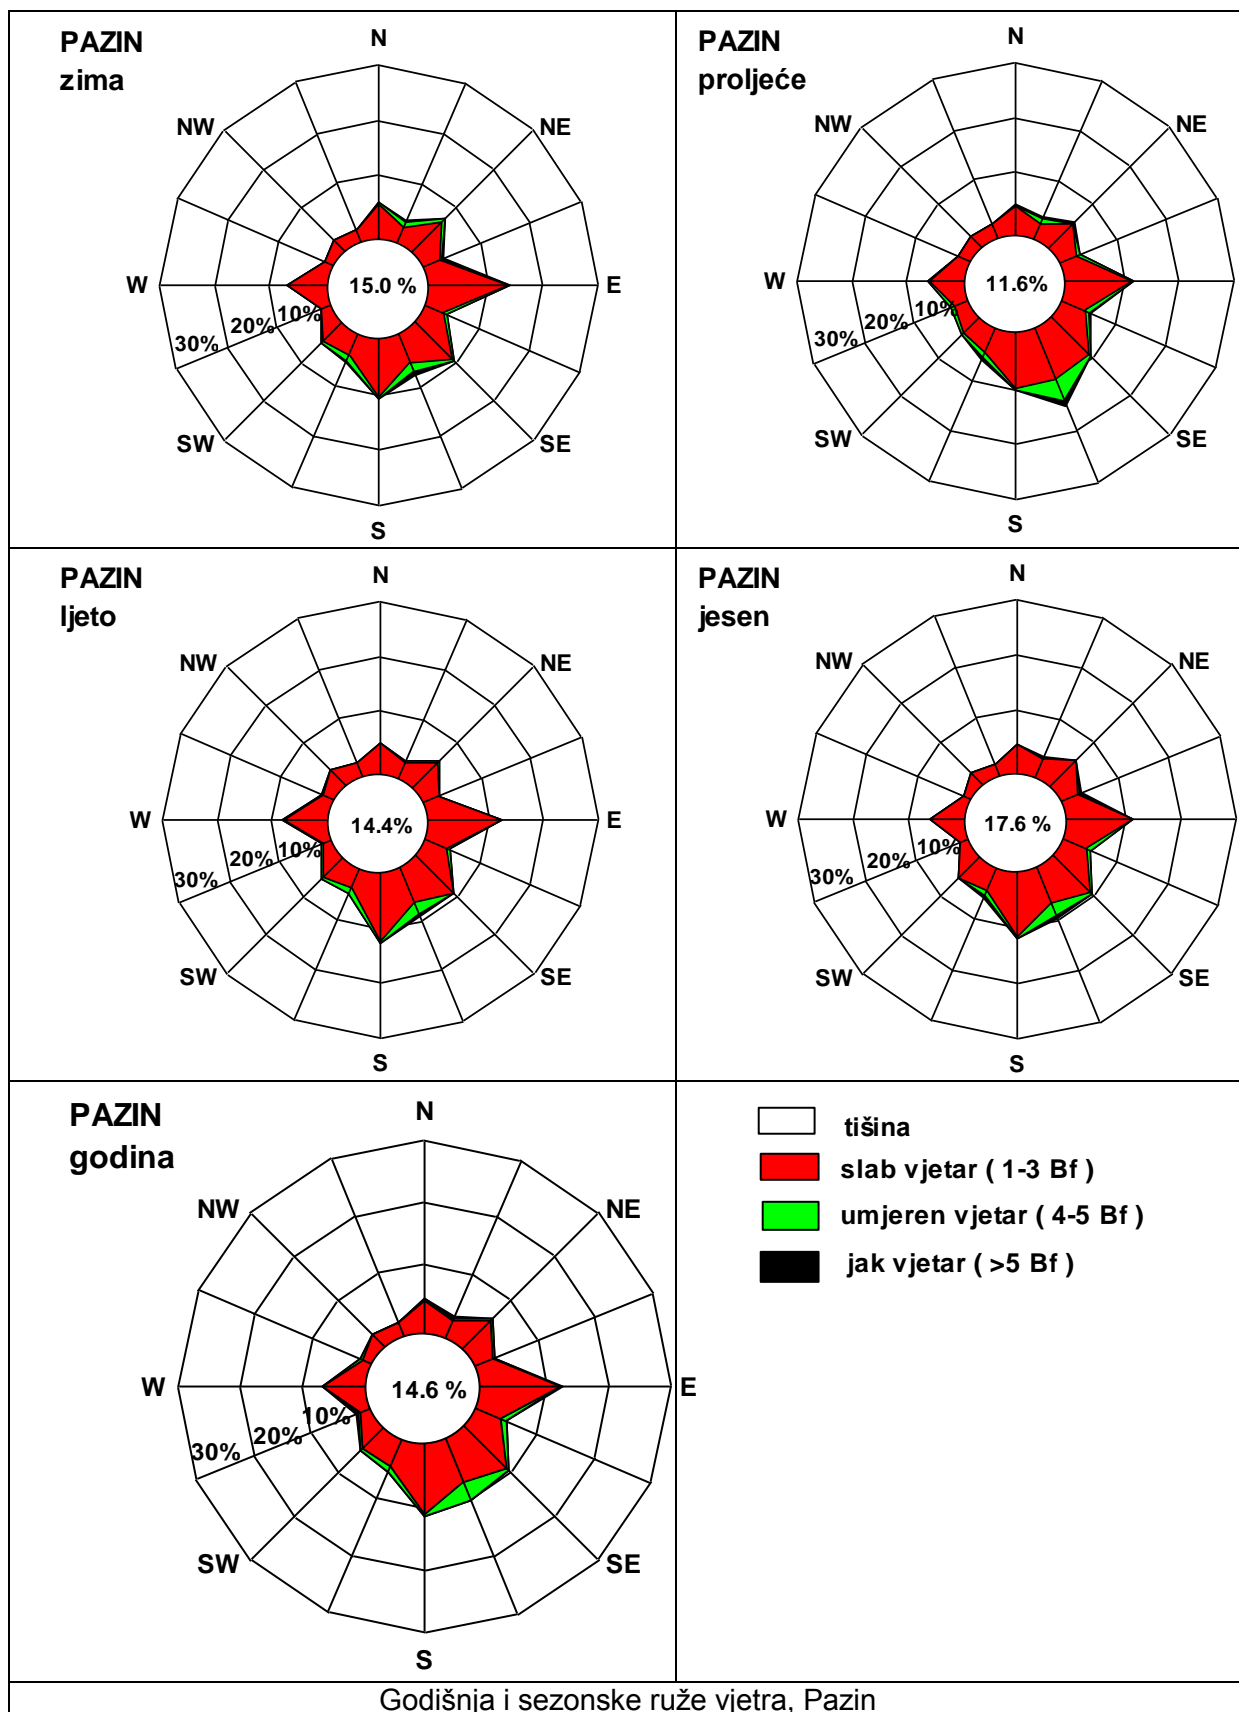 PAZIN
zima
N
NW
NE
W
15.0 %
E
10%
20%
30%
SW
SE
S
PAZIN
proljeće
N
NW
NE
W
11.6%
10%
20%
30%
SW
SE
S
PAZIN
ljeto
N
NW
NE
W
14.4%
E
10%
20%
30%
SW
SE
S
PAZIN
jesen
N
NW
NE
W
17.6 %
10%
20%
30%
SW
SE
S
PAZIN
godina
N
NW
NE
W
14.6 %
E
10%
20%
30%
SW
SE
S
tišina
slab vjetar ( 1-3 Bf )
umjeren vjetar ( 4-5 Bf )
jak vjetar ( >5 Bf )
Godišnja i sezonske ruže vjetra, Pazin